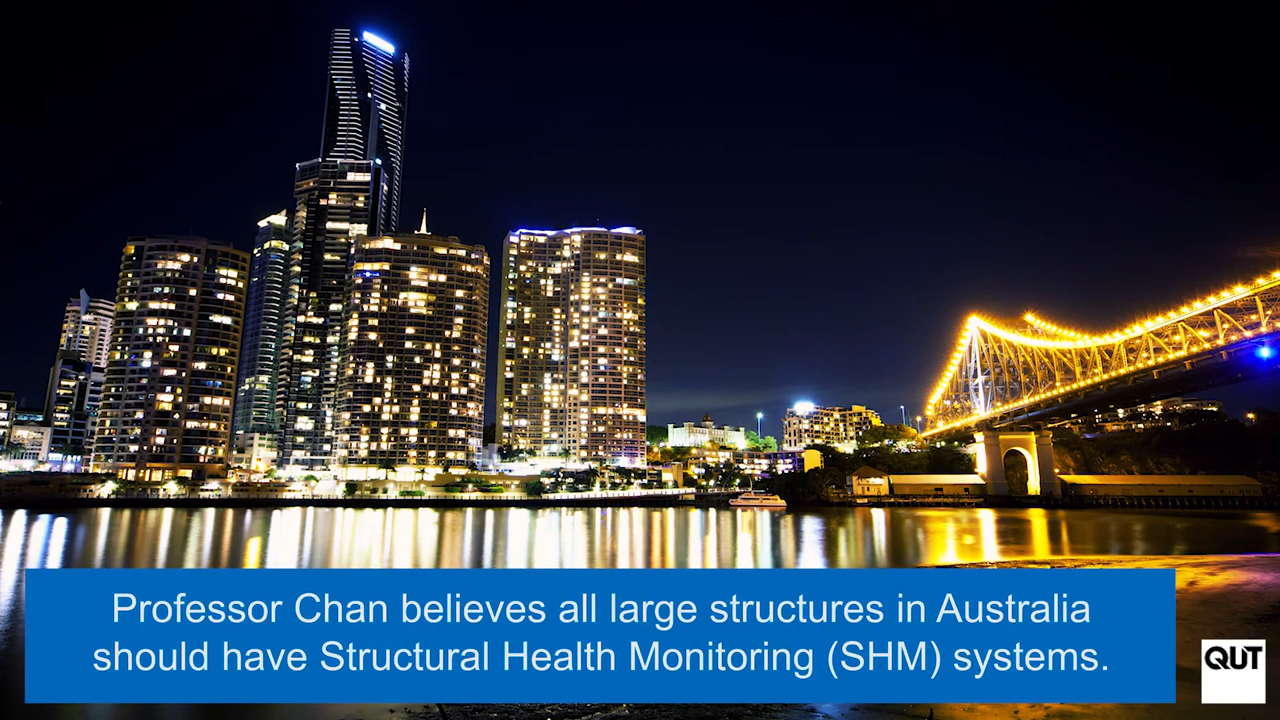 Professor Chan believes all large structures in Australia
should have Structural Health Monitoring (SHM) systems.
QUT